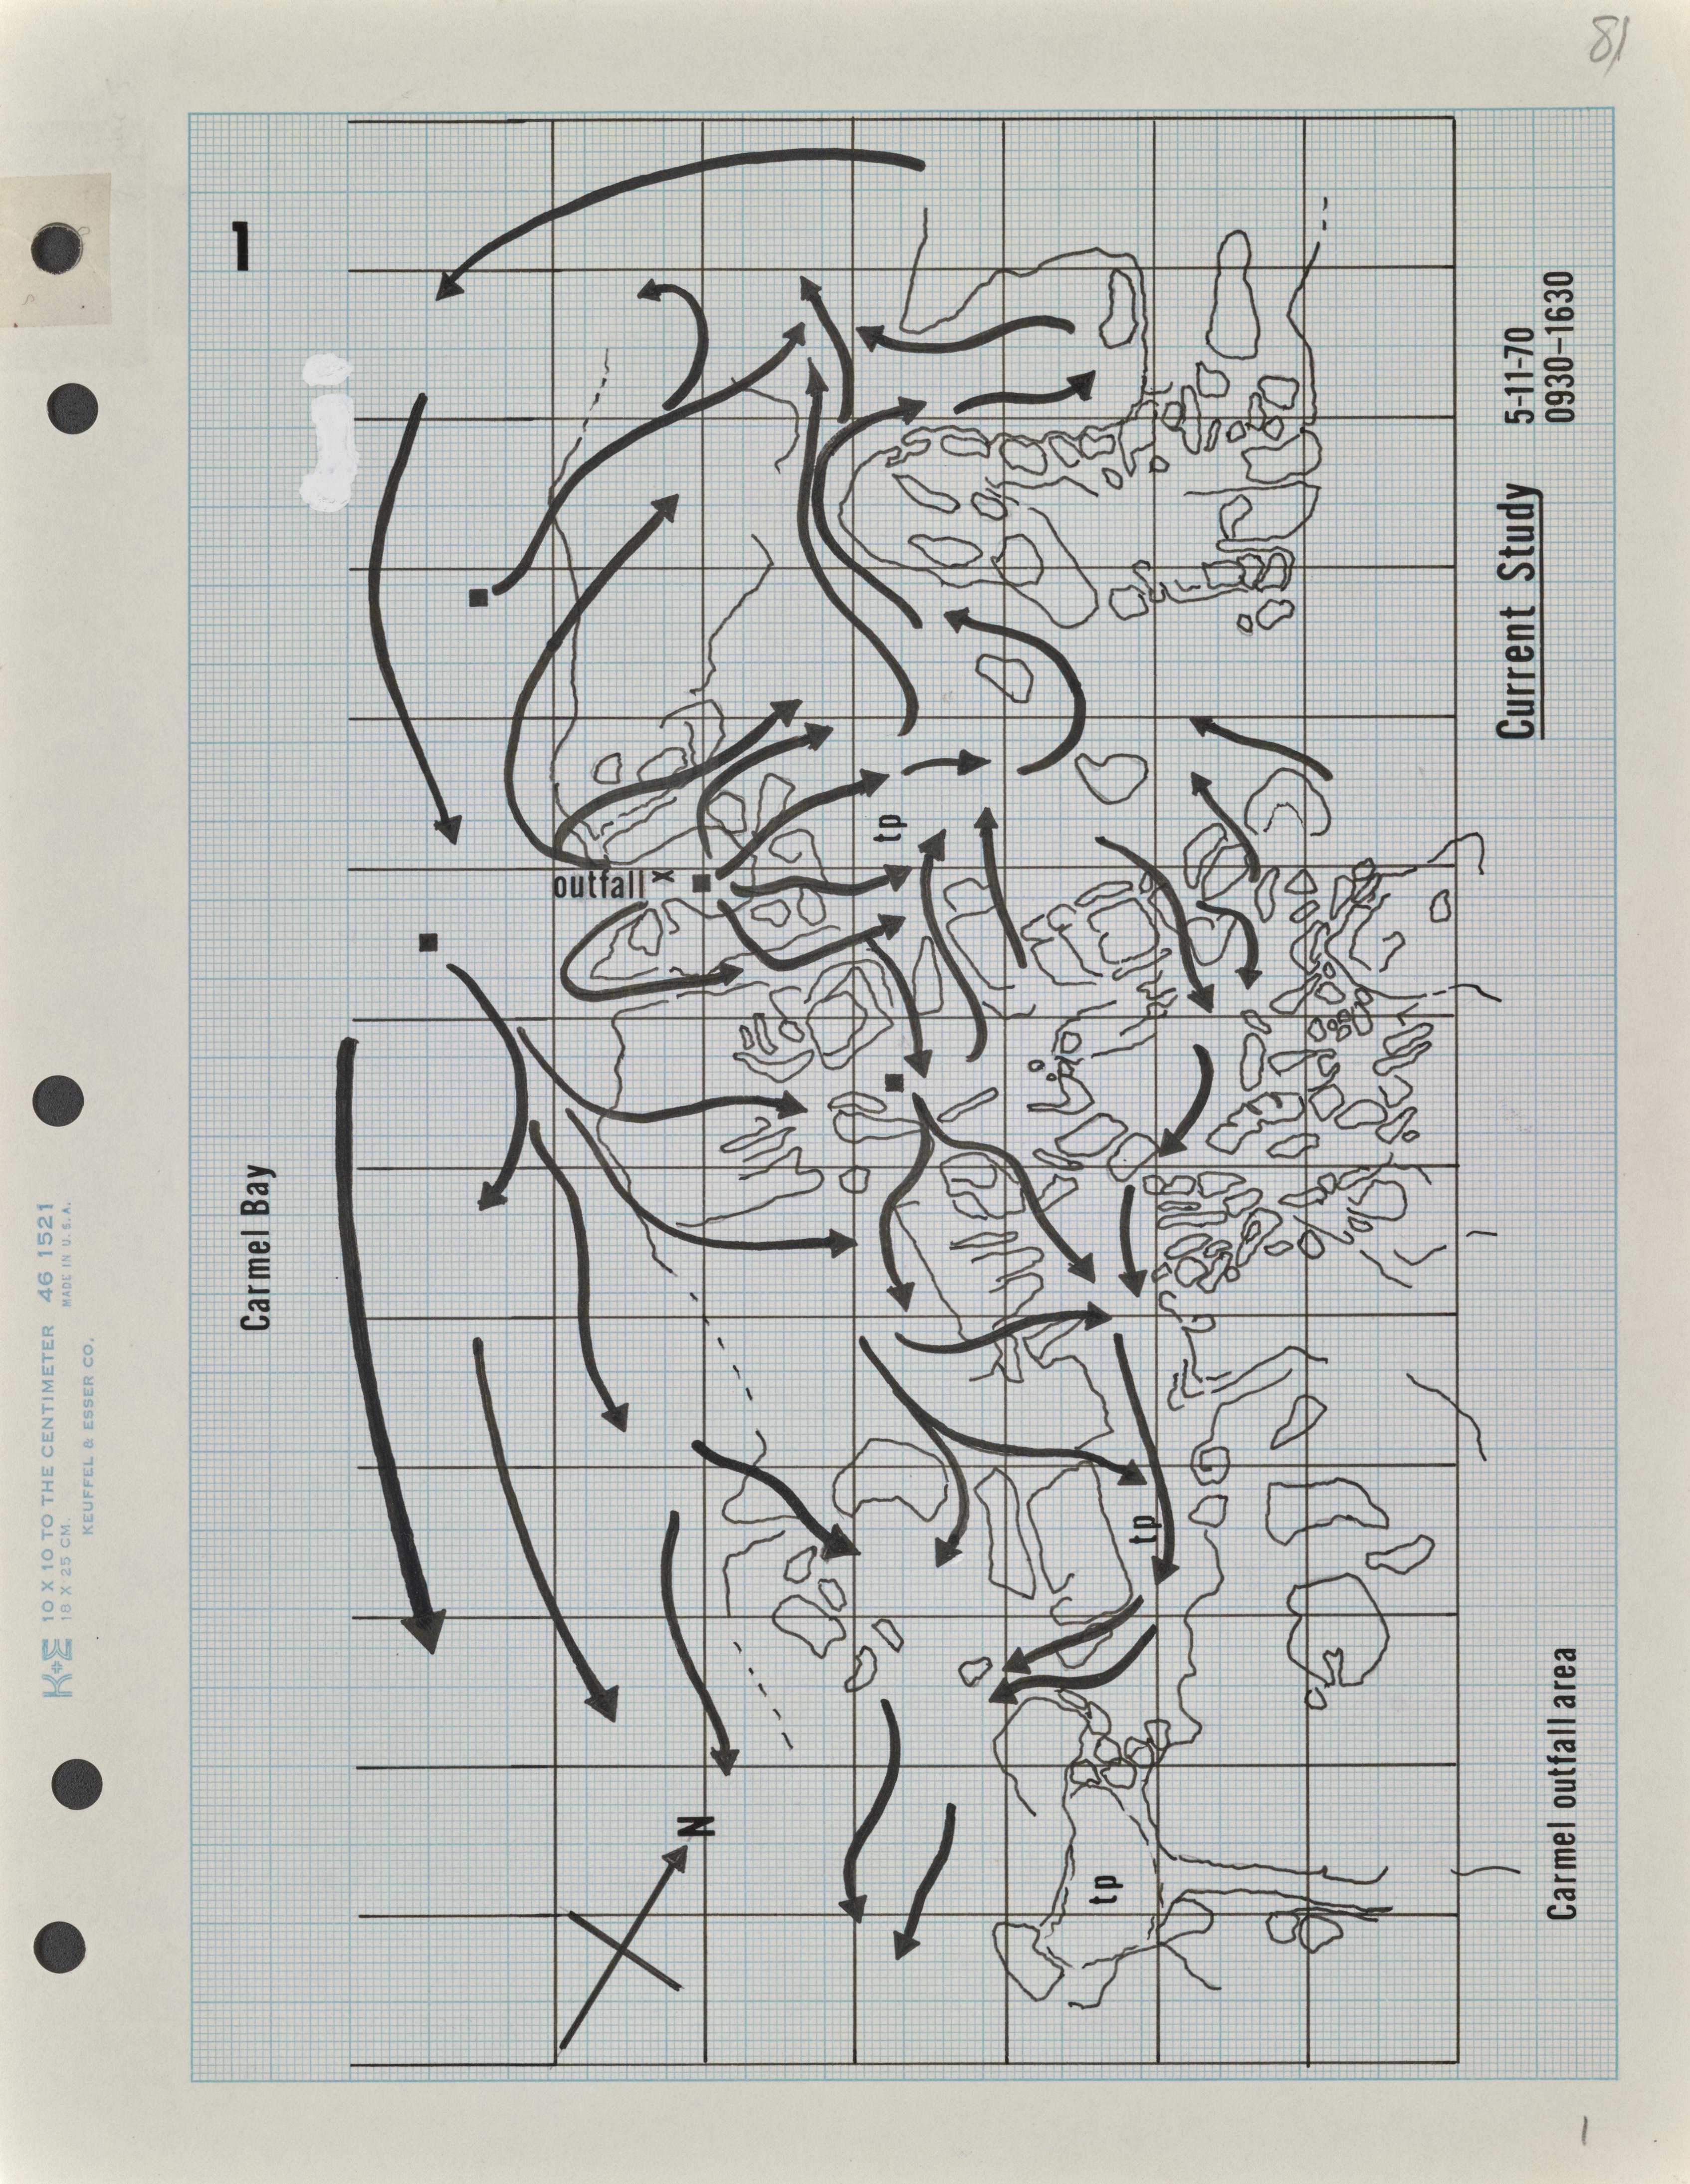 81
1
Current Study
5-11-70
0930-1630
Carmel Bay
outfall x
tp
tp
tp
N
Carmel outfall area
K+E 10 X 10 TO THE CENTIMETER 46 1521
18 X 25 CM. MADE IN U.S.A.
KEUFFEL & ESSER CO.
1